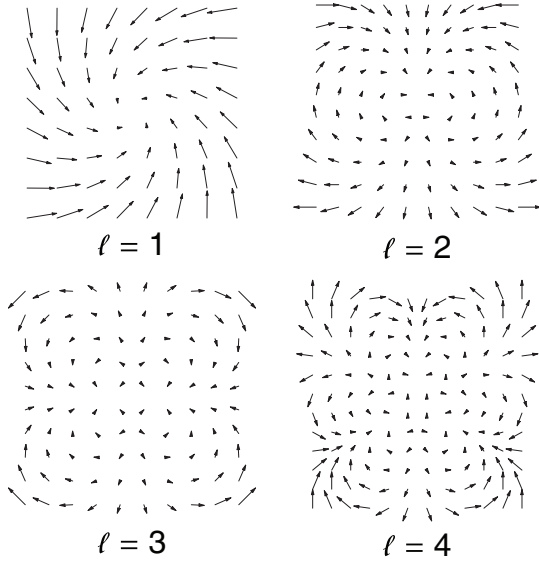 ℓ = 1
ℓ = 2
ℓ = 3
ℓ = 4